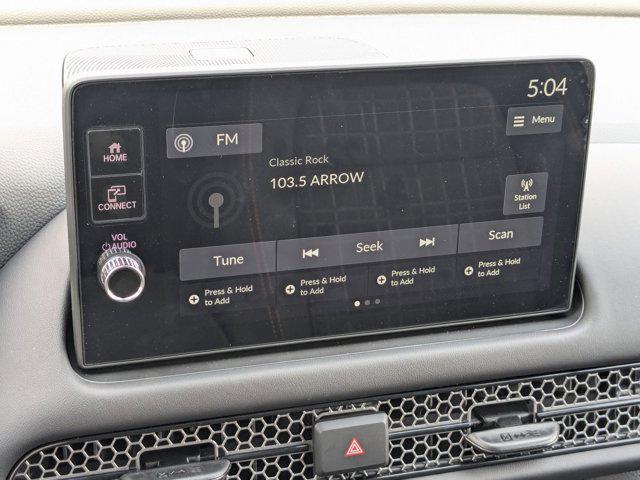 5:04
FM
Menu
HOME
Classic Rock
103.5 ARROW
CONNECT
Station
List
VOL
AUDIO
Tune
Seek
Scan
Press & Hold
to Add
Press & Hold
to Add
Press & Hold
to Add
Press & Hold
to Add